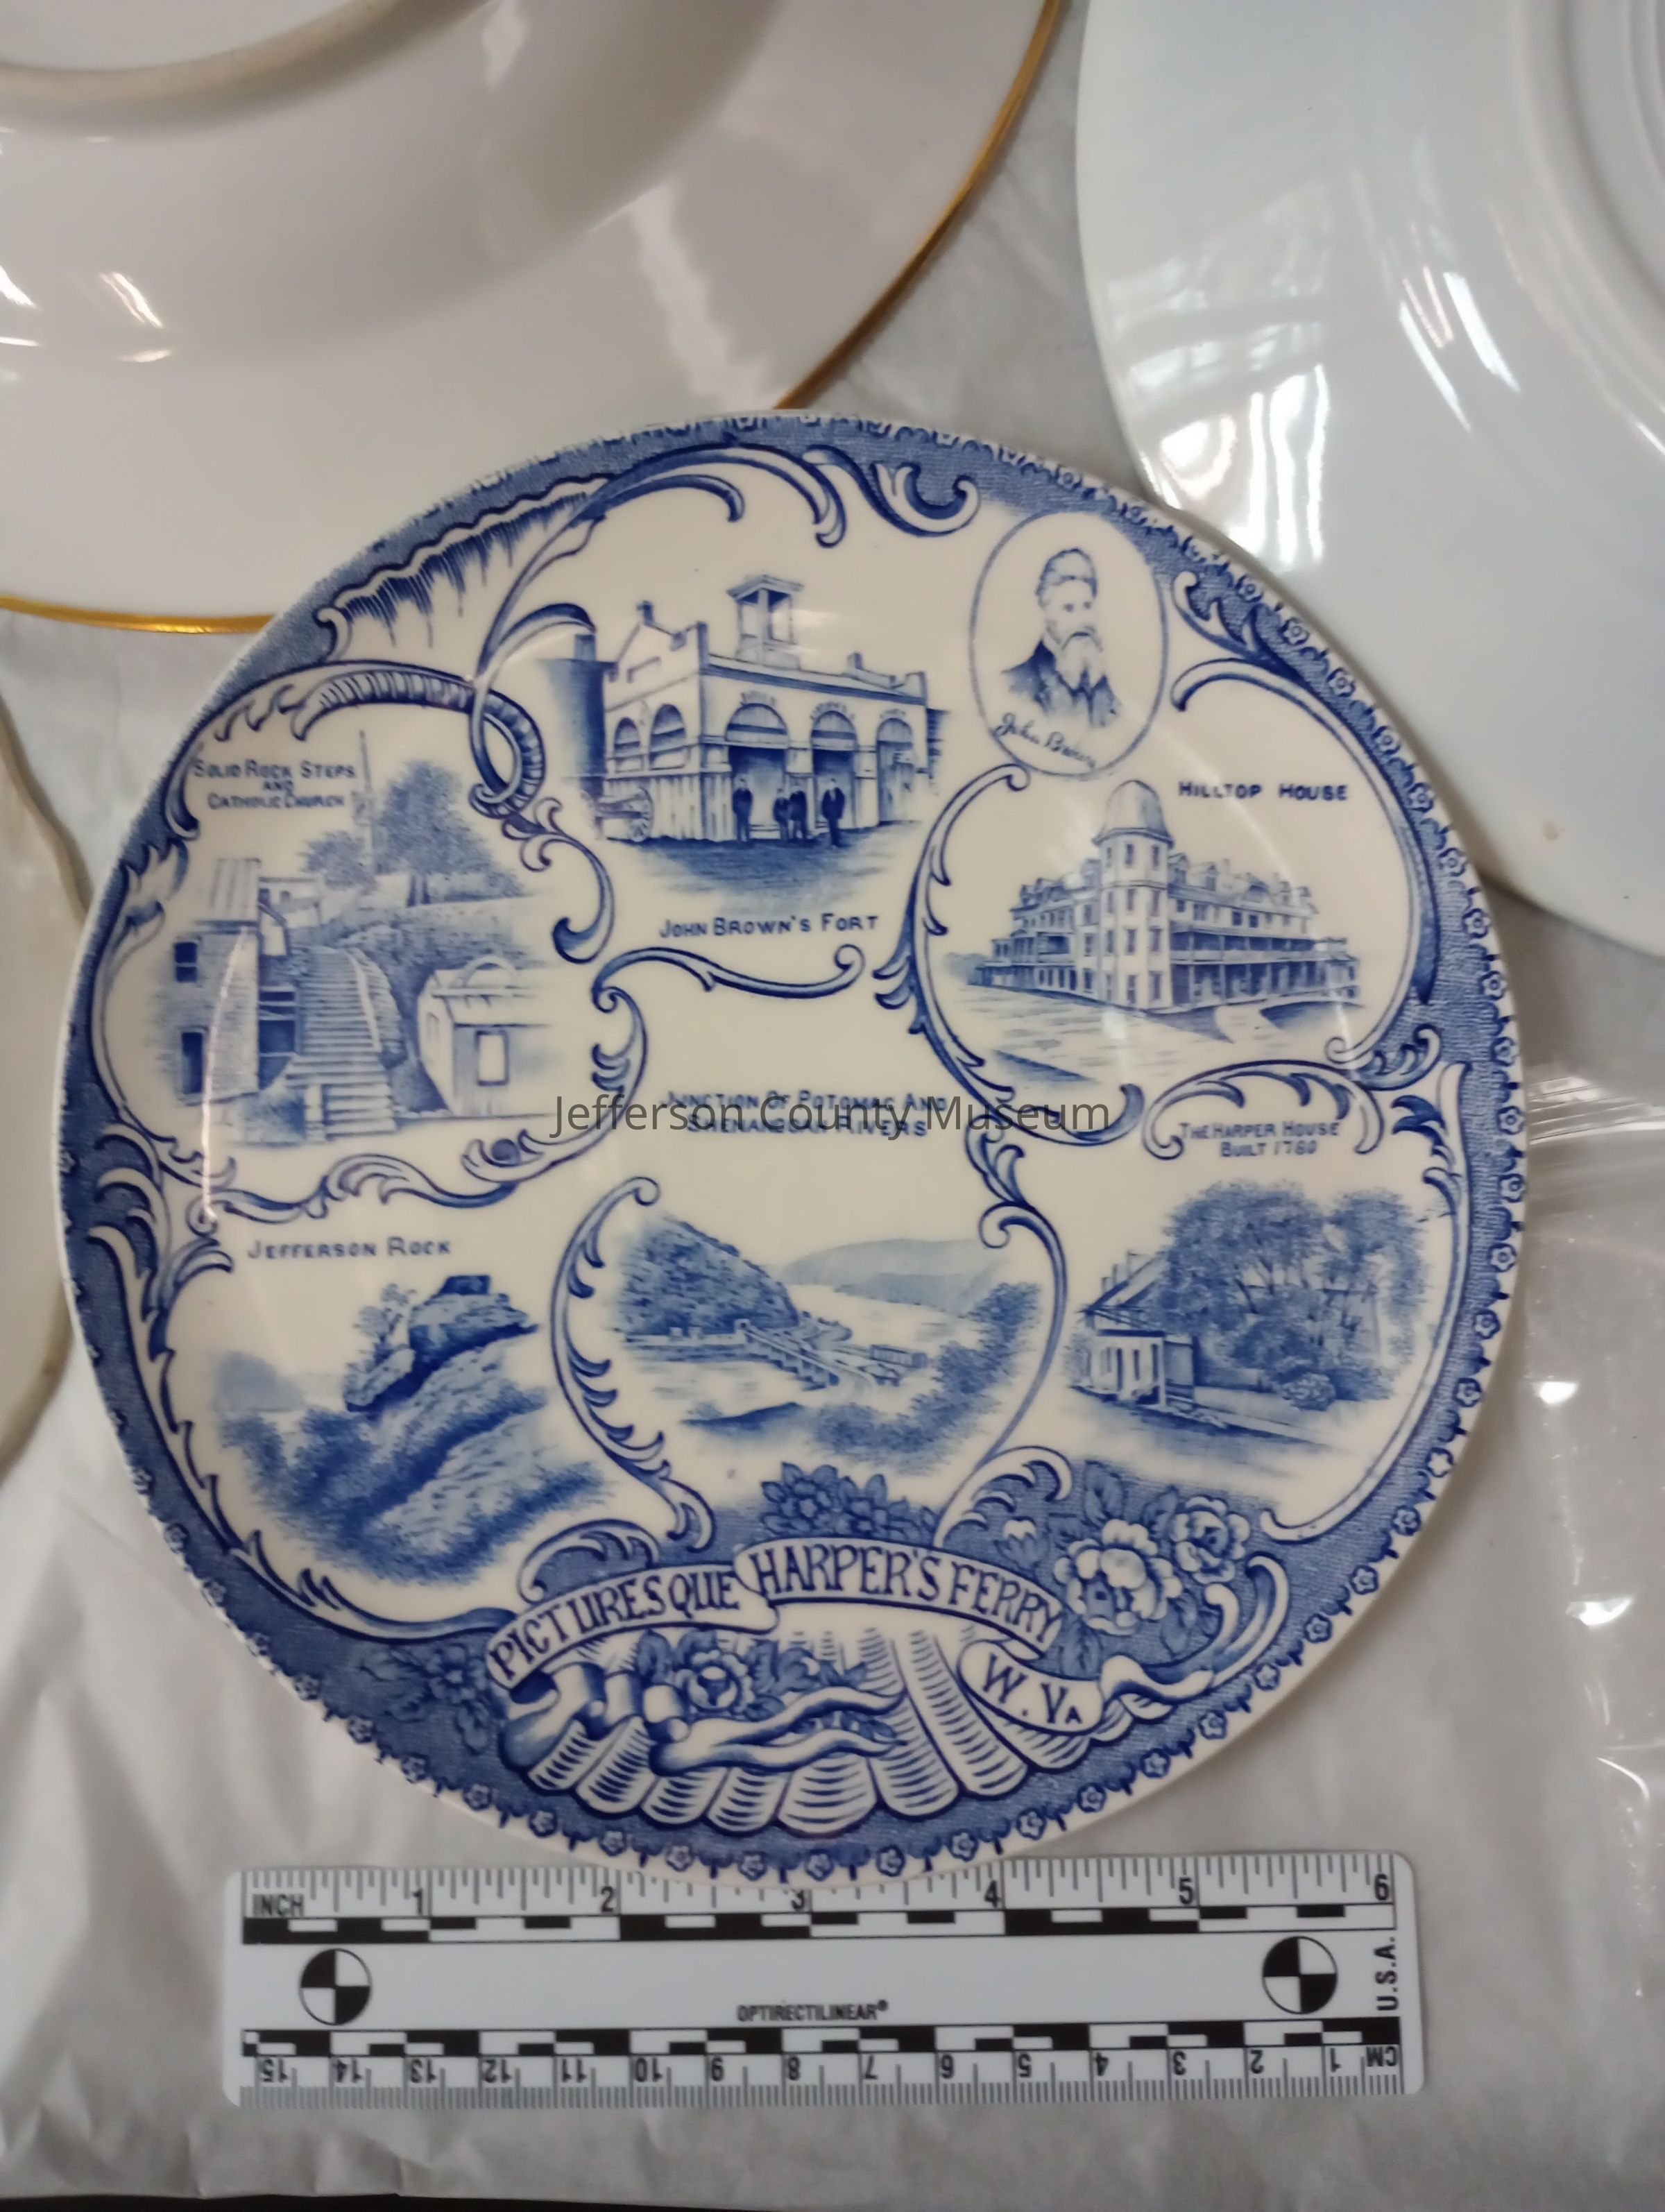 John Brown
SOLID ROCK STEPS
AND
CATHOLIC CHURCH
HILLTOP HOUSE
JOHN BROWN'S FORT
JUNCTION OF POTOMAC AND
SHENANDOAH RIVERS
Jefferson County Museum
THE HARPER HOUSE
BUILT 1780
JEFFERSON ROCK
PICTURESQUE HARPER'S FERRY
W. VA
INCH 1 2 3 4 5 6
U.S.A.
OPTIRECTILINEAR®
15 14 13 12 11 10 9 8 7 6 5 4 3 2 1 CM